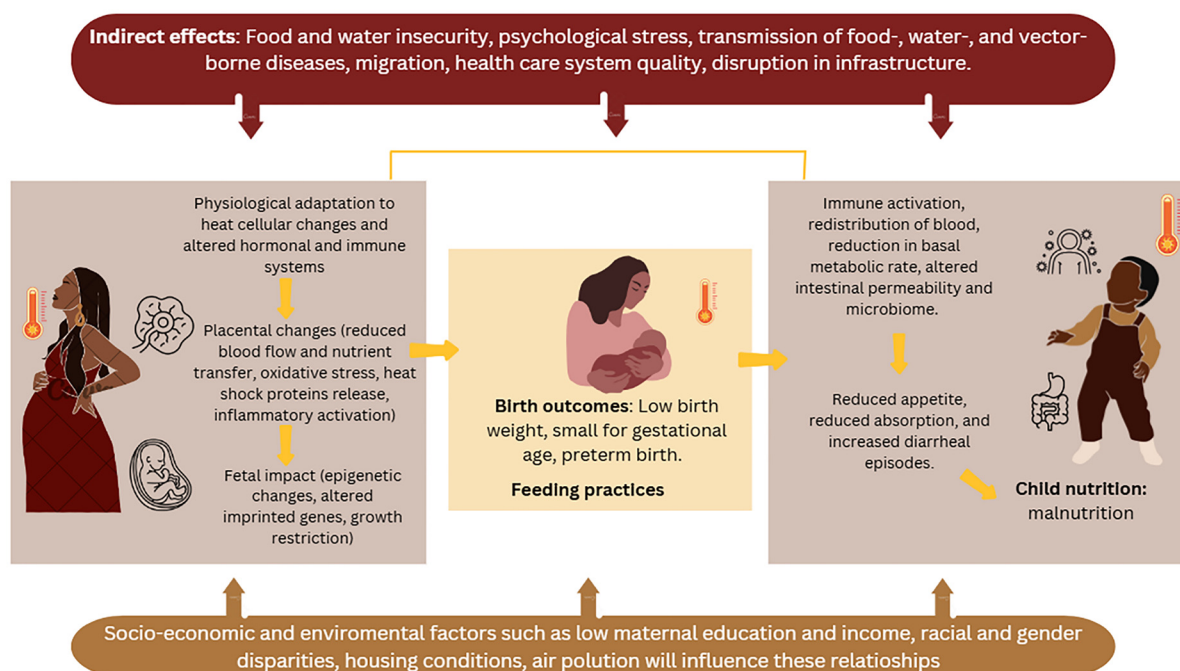 Indirect effects: Food and water insecurity, psychological stress, transmission of food-, water-, and vector-
borne diseases, migration, health care system quality, disruption in infrastructure.
Physiological adaptation to
heat cellular changes and
altered hormonal and immune
systems
Placental changes (reduced
blood flow and nutrient
transfer, oxidative stress, heat
shock proteins release,
inflammatory activation)
Fetal impact (epigenetic
changes, altered
imprinted genes, growth
restriction)
Birth outcomes: Low birth
weight, small for gestational
age, preterm birth.
Feeding practices
Immune activation,
redistribution of blood,
reduction in basal
metabolic rate, altered
intestinal permeability and
microbiome.
Reduced appetite,
reduced absorption, and
increased diarrheal
episodes.
Child nutrition:
malnutrition
Socio-economic and enviromental factors such as low maternal education and income, racial and gender
disparities, housing conditions, air polution will influence these relatioships